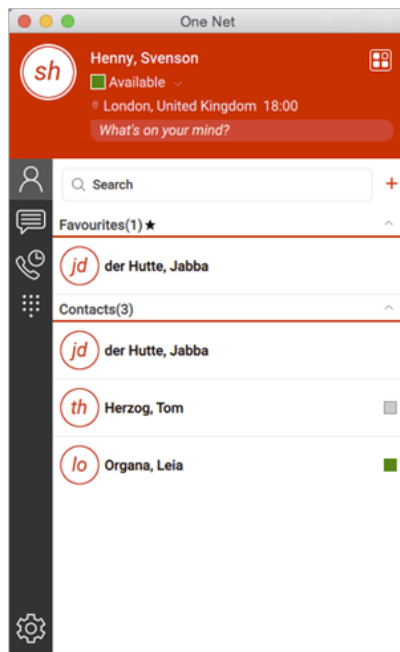 One Net
sh
Henny, Svenson
Available
London, United Kingdom 18:00
What's on your mind?
Search
Favourites(1)★
jd der Hutte, Jabba
Contacts(3)
jd der Hutte, Jabba
th Herzog, Tom
lo Organa, Leia